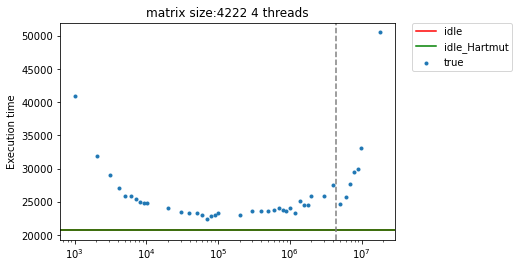 matrix size:4222 4 threads
50000
45000
40000
35000
30000
25000
20000
Execution time
10³
10⁴
10⁵
10⁶
10⁷
idle
idle_Hartmut
true